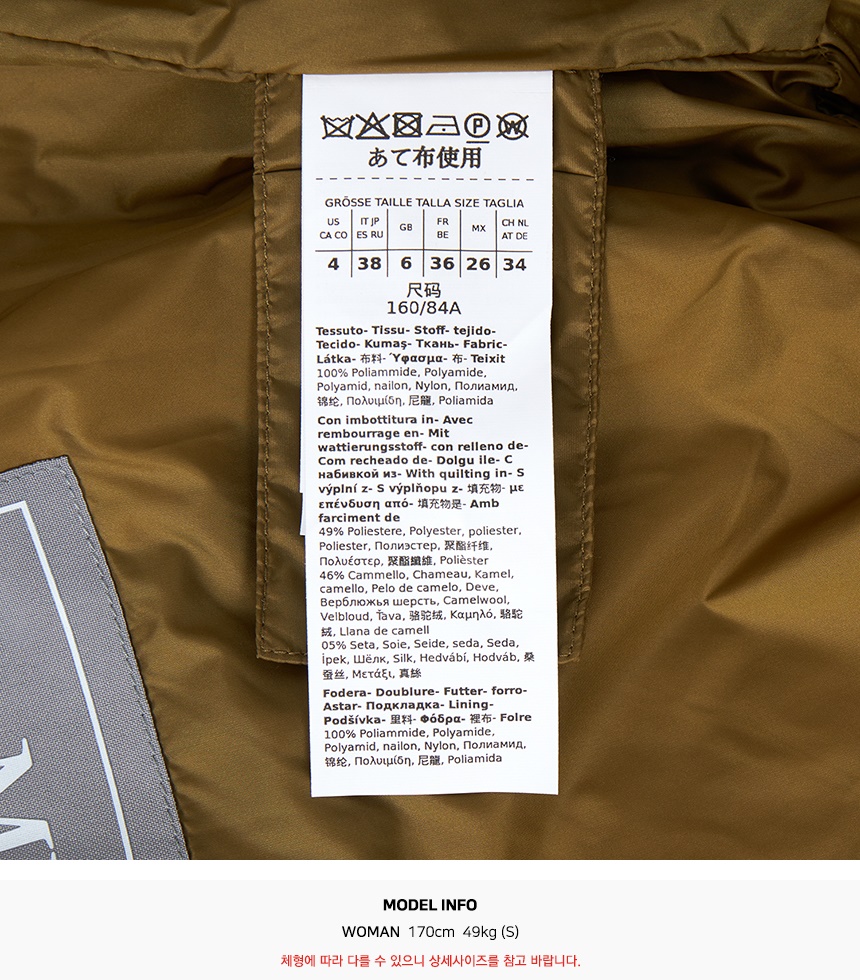 P W
あて布使用
GRÖSSE TAILLE TALLA SIZE TAGLIA
US CA CO IT JP ES RU GB FR BE MX CH NL AT DE
4 38 6 36 26 34
尺码
160/84A
Tessuto- Tissu- Stoff- tejido-
Tecido- Kumaş- Ткань- Fabric-
Látka- 布料- Ύφασμα- 布- Teixit
100% Poliammide, Polyamide,
Polyamid, nailon, Nylon, Полиамид,
锦纶, Πολυιμίδη, 尼龍, Poliamida
Con imbottitura in- Avec
rembourrage en- Mit
wattierungsstoff- con relleno de-
Com recheado de- Dolgu ile- С
набивкой из- With quilting in- S
výplní z- S výplňopu z- 填充物- με
επένδυση από- 填充物是- Amb
farciment de
49% Poliestere, Polyester, poliester,
Poliester, Полиэстер, 聚酯纤维,
Πολυέστερ, 聚酯纖維, Polièster
46% Cammello, Chameau, Kamel,
camello, Pelo de camelo, Deve,
Верблюжья шерсть, Camelwool,
Velbloud, Ťava, 骆驼绒, Καμηλό, 駱駝
絨, Llana de camell
05% Seta, Soie, Seide, seda, Seda,
İpek, Шёлк, Silk, Hedvábí, Hodváb, 桑
蚕丝, Μετάξι, 真絲
Fodera- Doublure- Futter- forro-
Astar- Подкладка- Lining-
Podšívka- 里料- Φόδρα- 裡布- Folre
100% Poliammide, Polyamide,
Polyamid, nailon, Nylon, Полиамид,
锦纶, Πολυιμίδη, 尼龍, Poliamida
M
MODEL INFO
WOMAN 170cm 49kg (S)
체형에 따라 다를 수 있으니 상세사이즈를 참고 바랍니다.